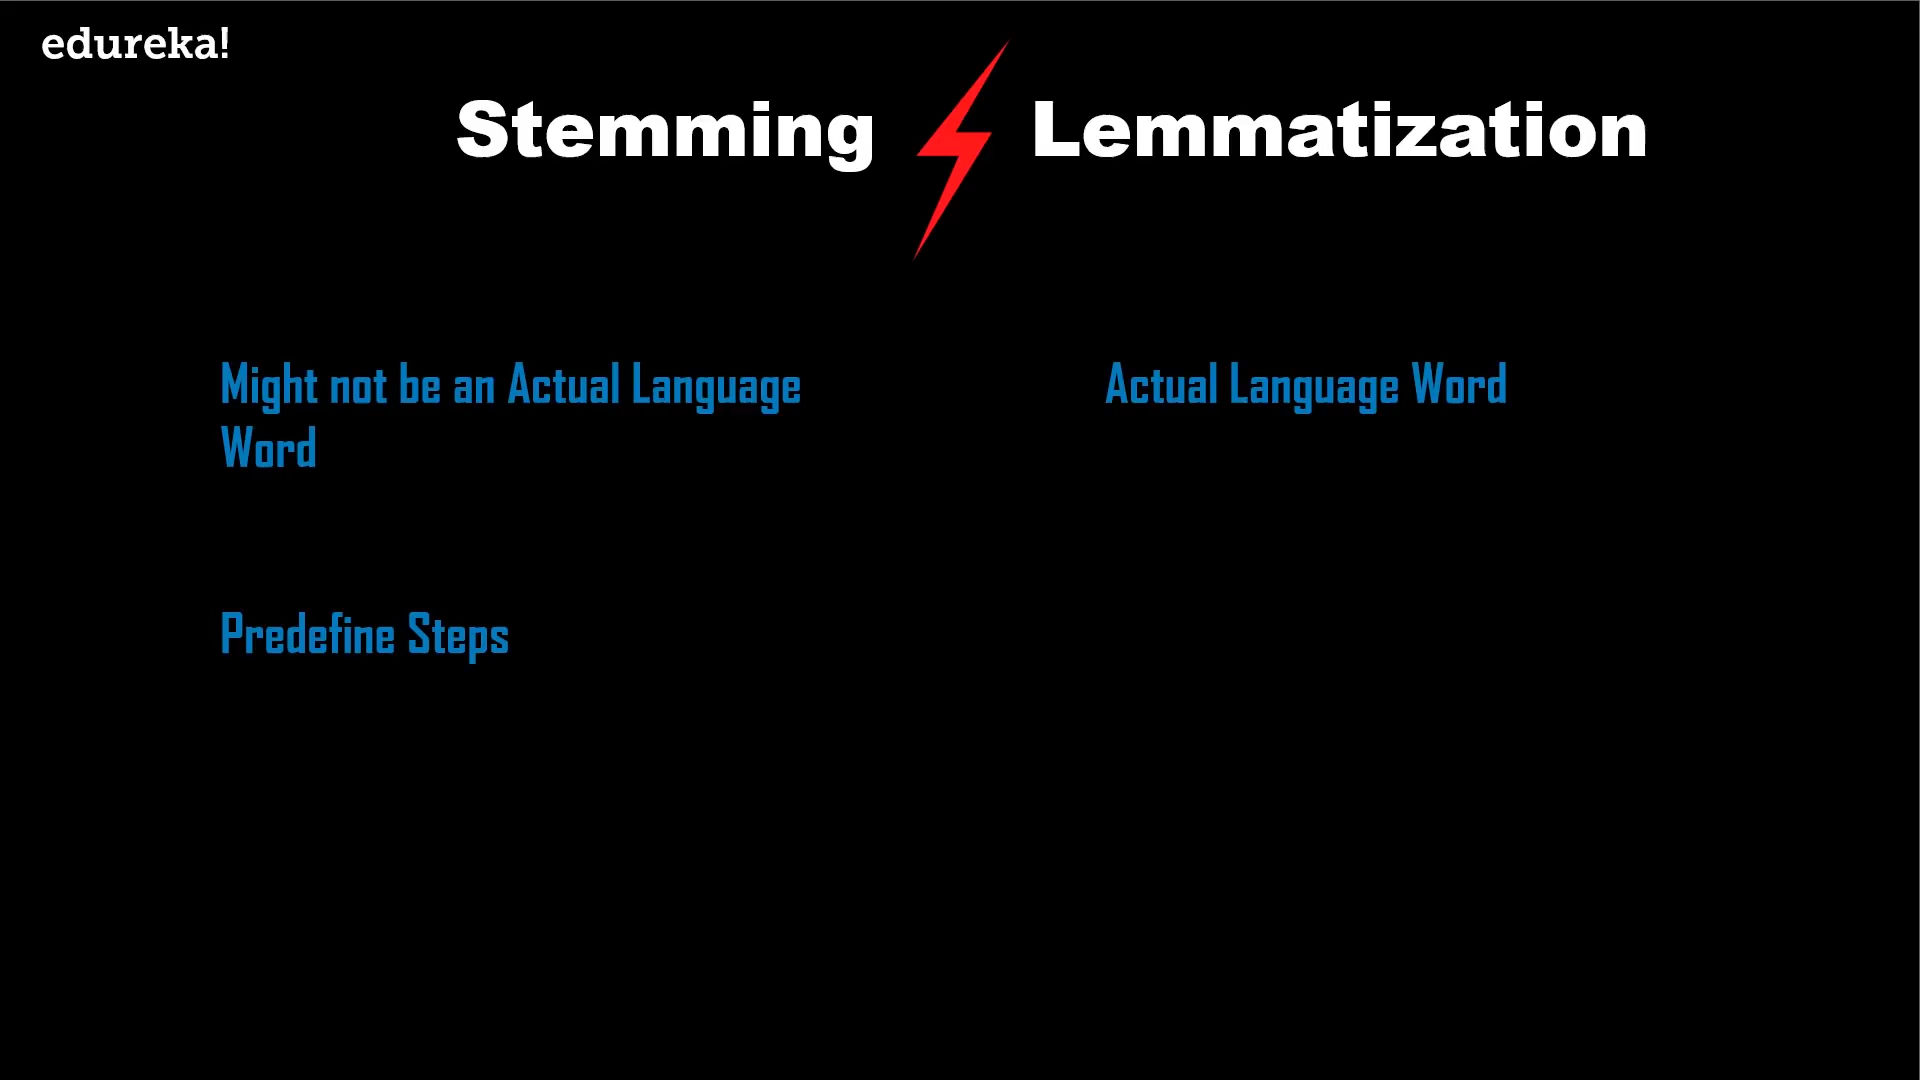 edureka!
Stemming Lemmatization
Might not be an Actual Language
Word
Actual Language Word
Predefine Steps